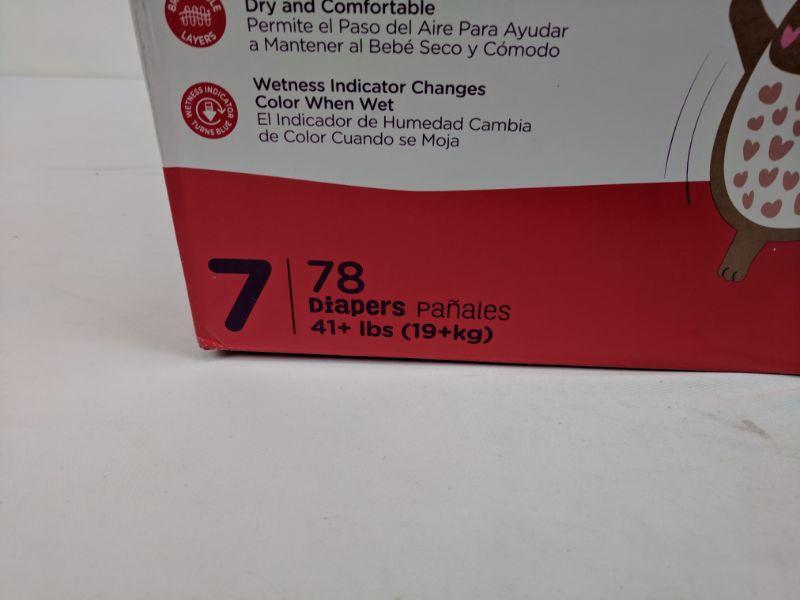 LAYERS
Dry and Comfortable
Permite el Paso del Aire Para Ayudar
a Mantener al Bebé Seco y Cómodo
WETNESS INDICATOR
TURNS BLUE
Wetness Indicator Changes
Color When Wet
El Indicador de Humedad Cambia
de Color Cuando se Moja
7
78
Diapers Pañales
41+ lbs (19+kg)